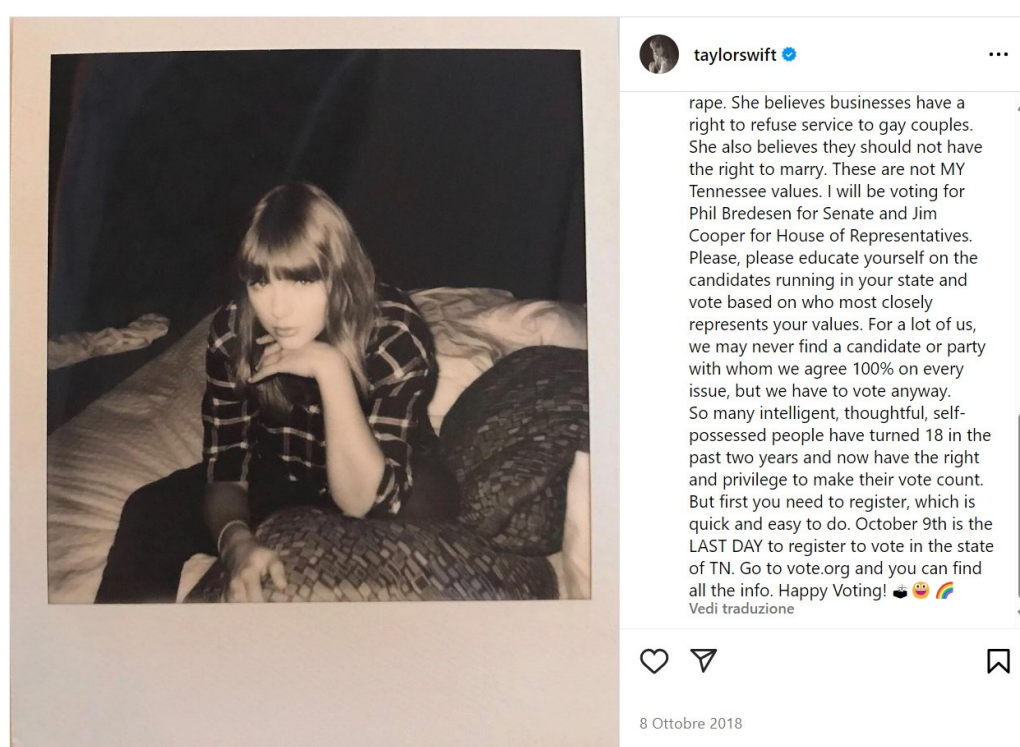 taylorswift
rape. She believes businesses have a
right to refuse service to gay couples.
She also believes they should not have
the right to marry. These are not MY
Tennessee values. I will be voting for
Phil Bredesen for Senate and Jim
Cooper for House of Representatives.
Please, please educate yourself on the
candidates running in your state and
vote based on who most closely
represents your values. For a lot of us,
we may never find a candidate or party
with whom we agree 100% on every
issue, but we have to vote anyway.
So many intelligent, thoughtful, self-
possessed people have turned 18 in the
past two years and now have the right
and privilege to make their vote count.
But first you need to register, which is
quick and easy to do. October 9th is the
LAST DAY to register to vote in the state
of TN. Go to vote.org and you can find
all the info. Happy Voting! 🗳️😃🌈
Vedi traduzione
8 Ottobre 2018